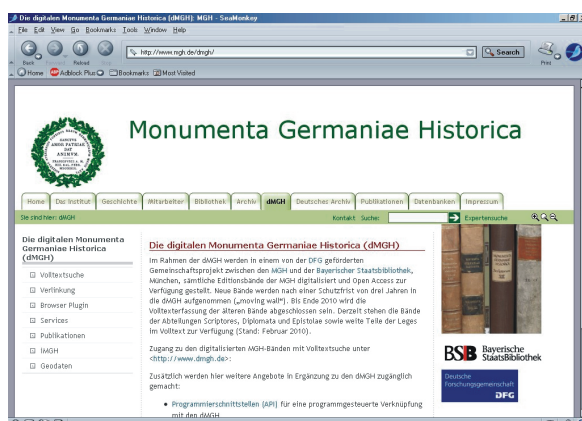 Die digitalen Monumenta Germaniae Historica (dMGH): MGH - SeaMonkey
File Edit View Go Bookmarks Tools Window Help
Back Reload
http://www.mgh.de/dmgh/
Search
Print
Home Adblock Plus Bookmarks Most Visited
SANCTUS
AMOR PATRIAE
DAT
ANIMUM.
Monumenta Germaniae Historica
Home Das Institut Geschichte Mitarbeiter Bibliothek Archiv dMGH Deutsches Archiv Publikationen Datenbanken Impressum
Sie sind hier: dMGH
Kontakt Suche: Expertensuche
Die digitalen Monumenta
Germaniae Historica
(dMGH)
Volltextsuche
Verlinkung
Browser Plugin
Services
Publikationen
iMGH
Geodaten
Die digitalen Monumenta Germaniae Historica (dMGH)
Im Rahmen der dMGH werden in einem von der DFG geförderten
Gemeinschaftsprojekt zwischen den MGH und der Bayerischer Staatsbibliothek,
München, sämtliche Editionsbände der MGH digitalisiert und Open Access zur
Verfügung gestellt. Neue Bände werden nach einer Schutzfrist von drei Jahren in
die dMGH aufgenommen („moving wall“). Bis Ende 2010 wird die
Volltexterfassung der älteren Bände abgeschlossen sein. Derzeit stehen die Bände
der Abteilungen Scriptores, Diplomata und Epistolae sowie weite Teile der Leges
im Volltext zur Verfügung (Stand: Februar 2010).
Zugang zu den digitalisierten MGH-Bänden mit Volltextsuche unter
<http://www.dmgh.de>:
Zusätzlich werden hier weitere Angebote in Ergänzung zu den dMGH zugänglich
gemacht:
Programmierschnittstellen (API) für eine programmgesteuerte Verknüpfung
mit den dMGH.
BSB Bayerische
StaatsBibliothek
Deutsche
Forschungsgemeinschaft
DFG